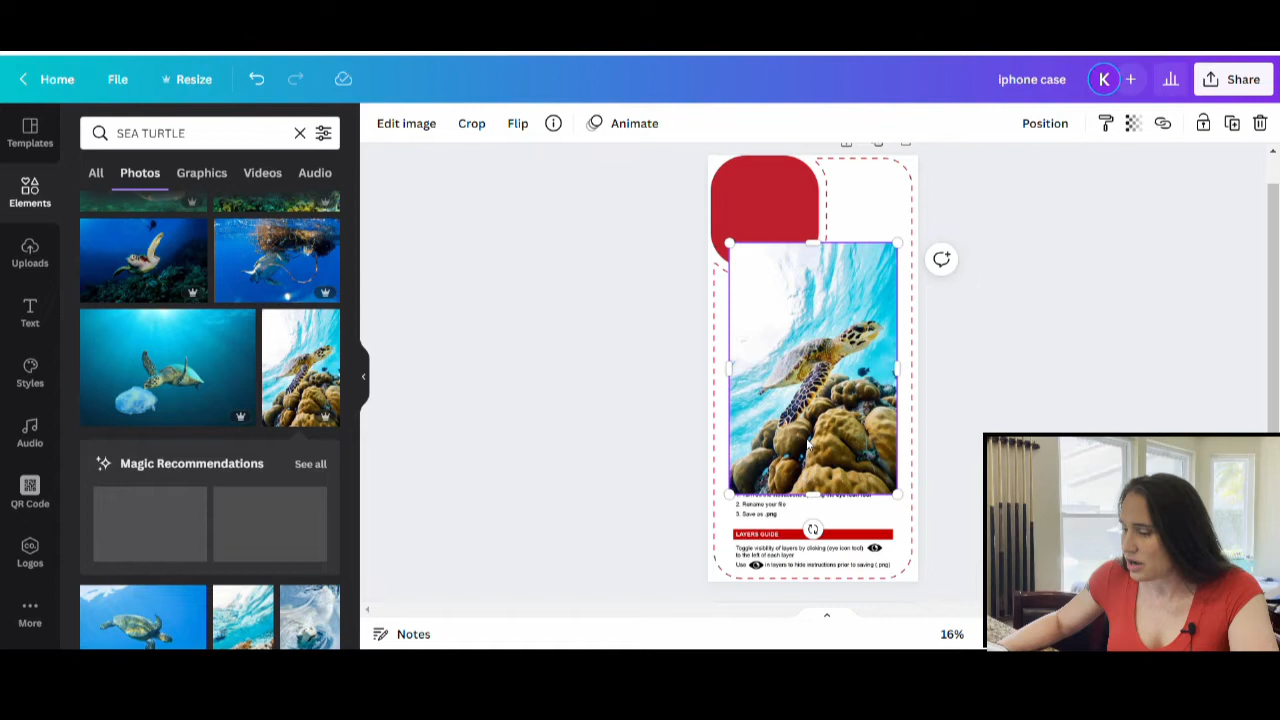 Home File Resize iphone case K + Share
Templates
SEA TURTLE
Edit image Crop Flip Animate Position
All Photos Graphics Videos Audio
Elements
Uploads
Text
Styles
Audio
Magic Recommendations See all
QR Code
Logos
More
2. Rename your file
3. Save as .png
LAYERS GUIDE
Toggle visibility of layers by clicking (eye icon tool)
to the left of each layer
Use in layers to hide instructions prior to saving (.png)
Notes 16%
CO.